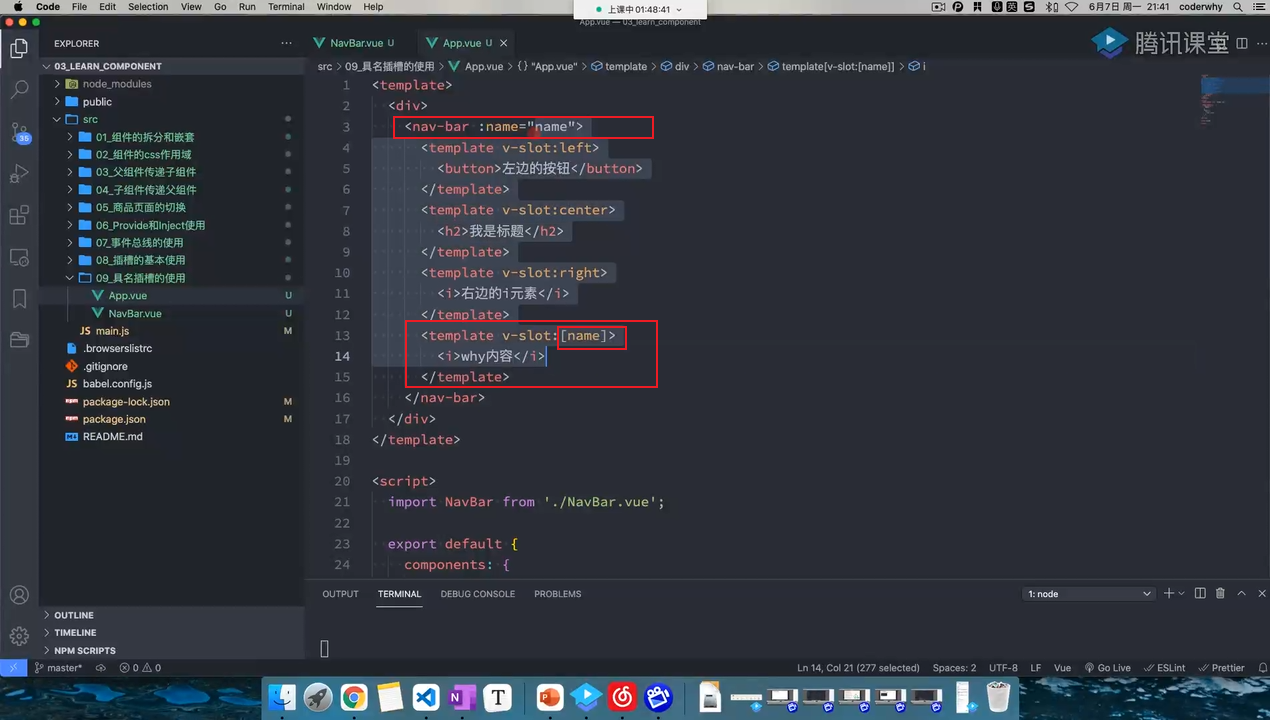 Code File Edit Selection View Go Run Terminal Window Help
上课中01:48:41
6月7日 周一 21:41 coderwhy
App.vue — 03_learn_component
腾讯课堂
EXPLORER
03_LEARN_COMPONENT
node_modules
public
src
01_组件的拆分和嵌套
02_组件的css作用域
03_父组件传递子组件
04_子组件传递父组件
05_商品页面的切换
06_Provide和Inject使用
07_事件总线的使用
08_插槽的基本使用
09_具名插槽的使用
App.vue U
NavBar.vue U
main.js M
.browserslistrc
.gitignore
babel.config.js
package-lock.json M
package.json M
README.md
OUTLINE
TIMELINE
NPM SCRIPTS
35
NavBar.vue U
App.vue U
src > 09_具名插槽的使用 > App.vue > {} "App.vue" > template > div > nav-bar > template[v-slot:[name]] > i
1 <template>
2 <div>
3 <nav-bar :name="name">
4 <template v-slot:left>
5 <button>左边的按钮</button>
6 </template>
7 <template v-slot:center>
8 <h2>我是标题</h2>
9 </template>
10 <template v-slot:right>
11 <i>右边的i元素</i>
12 </template>
13 <template v-slot:[name]>
14 <i>why内容</i>
15 </template>
16 </nav-bar>
17 </div>
18 </template>
19
20 <script>
21 import NavBar from './NavBar.vue';
22
23 export default {
24 components: {
OUTPUT TERMINAL DEBUG CONSOLE PROBLEMS
1: node
master* 0 0
Ln 14, Col 21 (277 selected) Spaces: 2 UTF-8 LF Vue Go Live ESLint Prettier